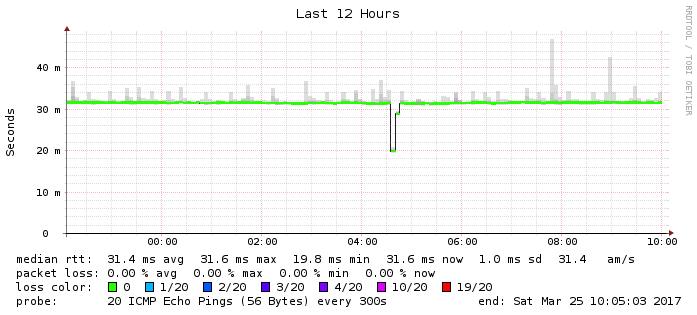 Last 12 Hours
RRDTOOL / TOBI OETIKER
Seconds
40 m
30 m
20 m
10 m
0
00:00 02:00 04:00 06:00 08:00 10:00
median rtt: 31.4 ms avg 31.6 ms max 19.8 ms min 31.6 ms now 1.0 ms sd 31.4 am/s
packet loss: 0.00 % avg 0.00 % max 0.00 % min 0.00 % now
loss color: 0 1/20 2/20 3/20 4/20 10/20 19/20
probe: 20 ICMP Echo Pings (56 Bytes) every 300s end: Sat Mar 25 10:05:03 2017